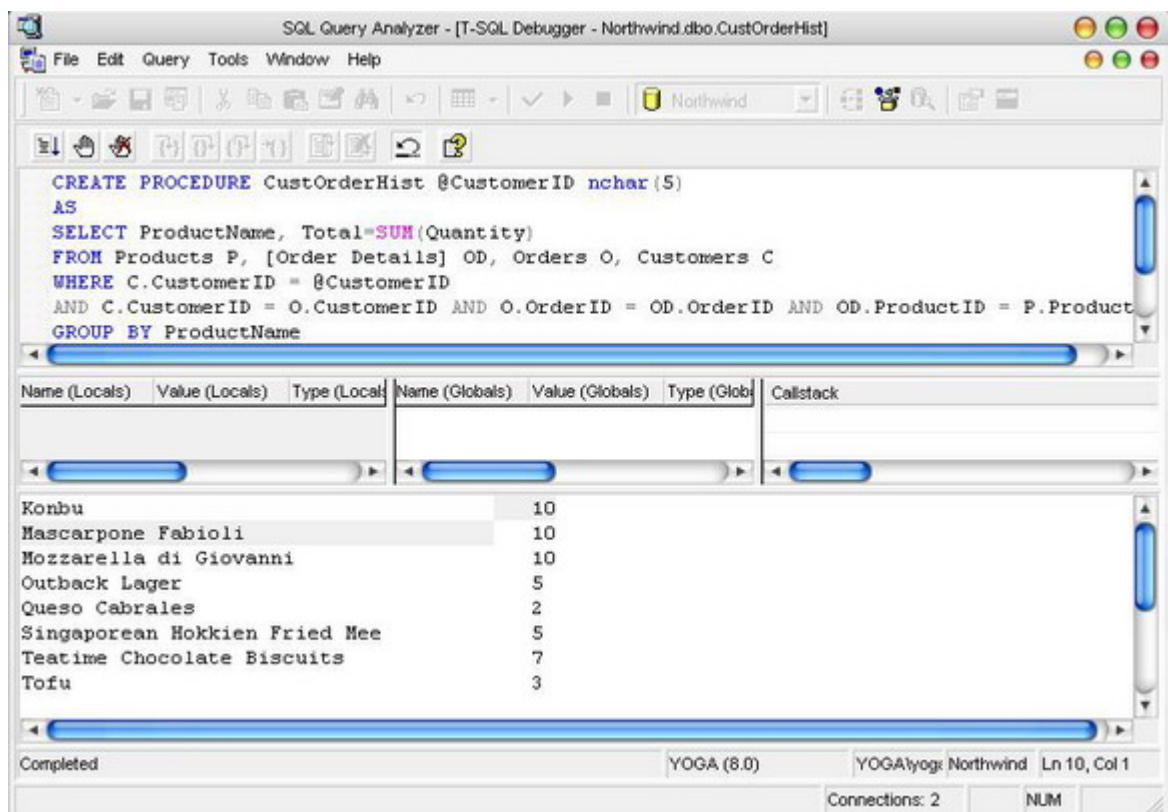 SQL Query Analyzer - [T-SQL Debugger - Northwind.dbo.CustOrderHist]
File Edit Query Tools Window Help
Northwind
CREATE PROCEDURE CustOrderHist @CustomerID nchar(5)
AS
SELECT ProductName, Total=SUM(Quantity)
FROM Products P, [Order Details] OD, Orders O, Customers C
WHERE C.CustomerID = @CustomerID
AND C.CustomerID = O.CustomerID AND O.OrderID = OD.OrderID AND OD.ProductID = P.Product
GROUP BY ProductName
Name (Locals) Value (Locals) Type (Locals Name (Globals) Value (Globals) Type (Glob Callstack
Konbu 10
Mascarpone Fabioli 10
Mozzarella di Giovanni 10
Outback Lager 5
Queso Cabrales 2
Singaporean Hokkien Fried Mee 5
Teatime Chocolate Biscuits 7
Tofu 3
Completed YOGA (8.0) YOGA\yoga Northwind Ln 10, Col 1
Connections: 2 NUM